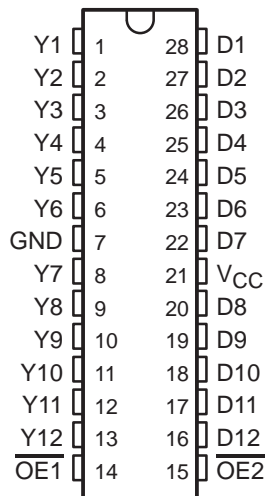 Y1 1 28 D1
Y2 2 27 D2
Y3 3 26 D3
Y4 4 25 D4
Y5 5 24 D5
Y6 6 23 D6
GND 7 22 D7
Y7 8 21 VCC
Y8 9 20 D8
Y9 10 19 D9
Y10 11 18 D10
Y11 12 17 D11
Y12 13 16 D12
O̅E̅1̅ 14 15 O̅E̅2̅